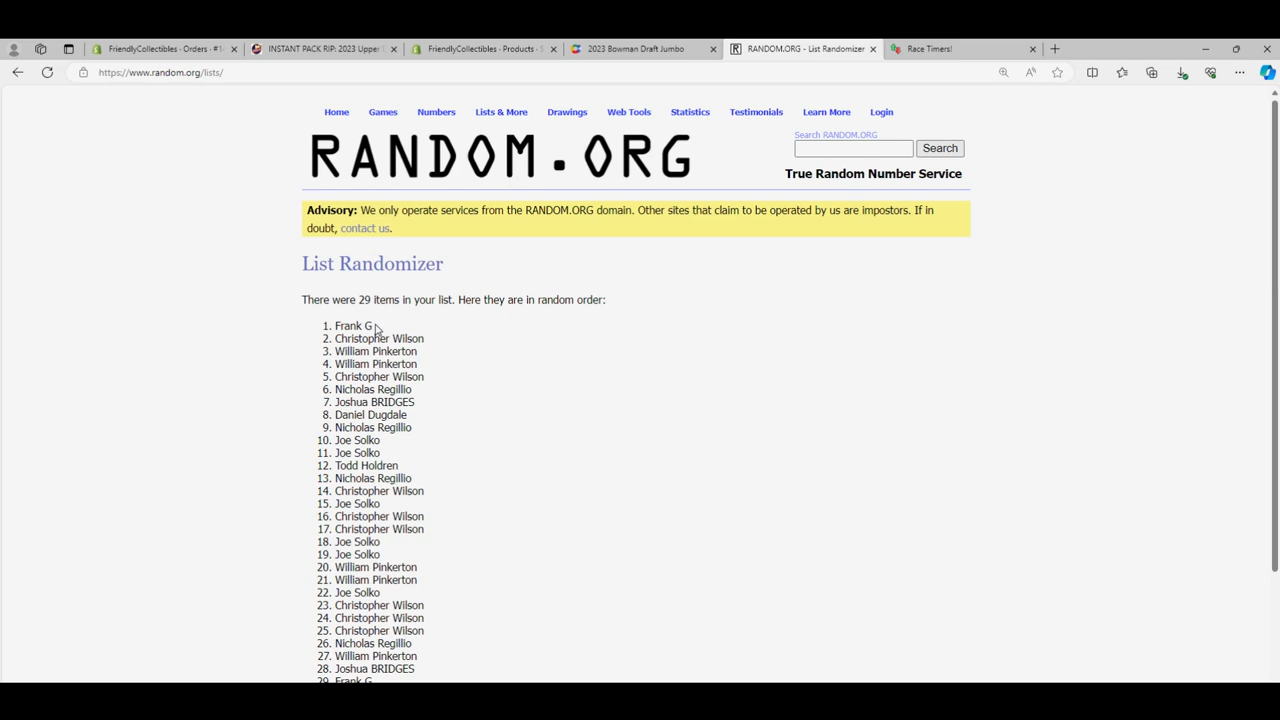 FriendlyCollectibles · Orders · #1
INSTANT PACK RIP: 2023 Upper
FriendlyCollectibles · Products · S
2023 Bowman Draft Jumbo
RANDOM.ORG - List Randomizer
Race Timers!
https://www.random.org/lists/
Home Games Numbers Lists & More Drawings Web Tools Statistics Testimonials Learn More Login
RANDOM.ORG
Search RANDOM.ORG
Search
True Random Number Service
Advisory: We only operate services from the RANDOM.ORG domain. Other sites that claim to be operated by us are impostors. If in
doubt, contact us.
List Randomizer
There were 29 items in your list. Here they are in random order:
1. Frank G
2. Christopher Wilson
3. William Pinkerton
4. William Pinkerton
5. Christopher Wilson
6. Nicholas Regillio
7. Joshua BRIDGES
8. Daniel Dugdale
9. Nicholas Regillio
10. Joe Solko
11. Joe Solko
12. Todd Holdren
13. Nicholas Regillio
14. Christopher Wilson
15. Joe Solko
16. Christopher Wilson
17. Christopher Wilson
18. Joe Solko
19. Joe Solko
20. William Pinkerton
21. William Pinkerton
22. Joe Solko
23. Christopher Wilson
24. Christopher Wilson
25. Christopher Wilson
26. Nicholas Regillio
27. William Pinkerton
28. Joshua BRIDGES
29. Frank G